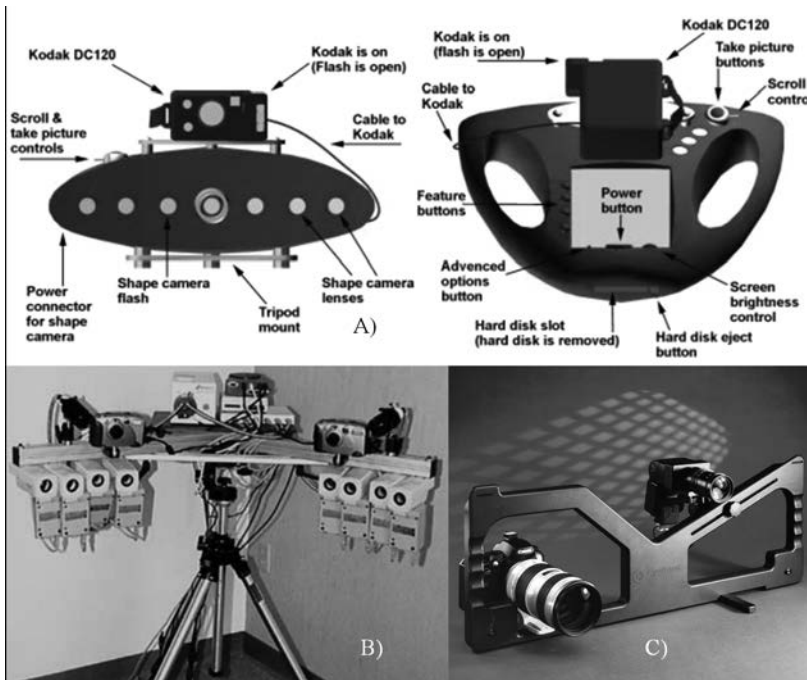 Kodak DC120
Kodak is on
(Flash is open)
Scroll &
take picture
controls
Cable to
Kodak
Power
connector
for shape
camera
Shape camera
flash
Tripod
mount
Shape camera
lenses
A)
Kodak is on
(flash is open)
Kodak DC120
Take picture
buttons
Scroll
control
Cable to
Kodak
Feature
buttons
Power
button
Advanced
options
button
Screen
brightness
control
Hard disk slot
(hard disk is removed)
Hard disk eject
button
B)
C)